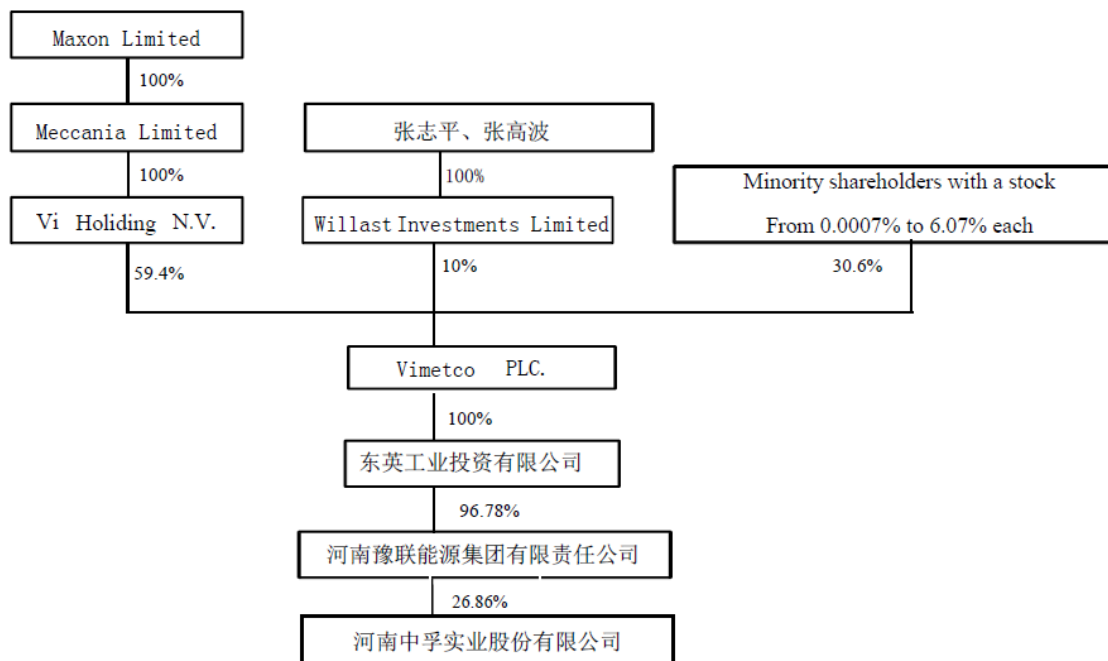 Maxon Limited
100%
Meccania Limited
张志平、张高波
100%
100%
Minority shareholders with a stock
From 0.0007% to 6.07% each
Vi Holiding N.V.
Willast Investments Limited
59.4%
10%
30.6%
Vimetco PLC.
100%
东英工业投资有限公司
96.78%
河南豫联能源集团有限责任公司
26.86%
河南中孚实业股份有限公司